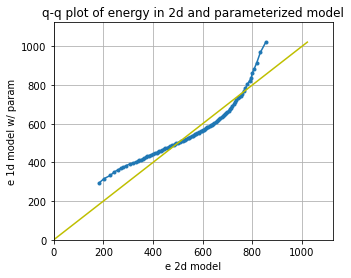 q-q plot of energy in 2d and parameterized model
1000
800
600
400
200
0
e 1d model w/ param
0 200 400 600 800 1000
e 2d model